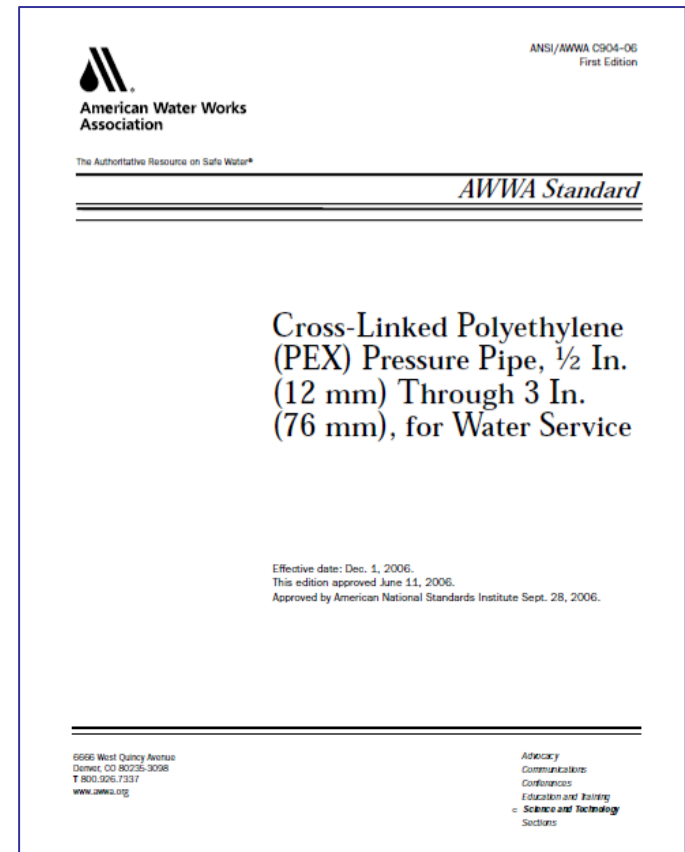 ANSI/AWWA C904–06
First Edition
American Water Works
Association
The Authoritative Resource on Safe Water®
AWWA Standard
Cross-Linked Polyethylene
(PEX) Pressure Pipe, ½ In.
(12 mm) Through 3 In.
(76 mm), for Water Service
Effective date: Dec. 1, 2006.
This edition approved June 11, 2006.
Approved by American National Standards Institute Sept. 28, 2006.
6666 West Quincy Avenue
Denver, CO 80235-3098
T 800.926.7337
www.awwa.org
Advocacy
Communications
Conferences
Education and Training
c Science and Technology
Sections